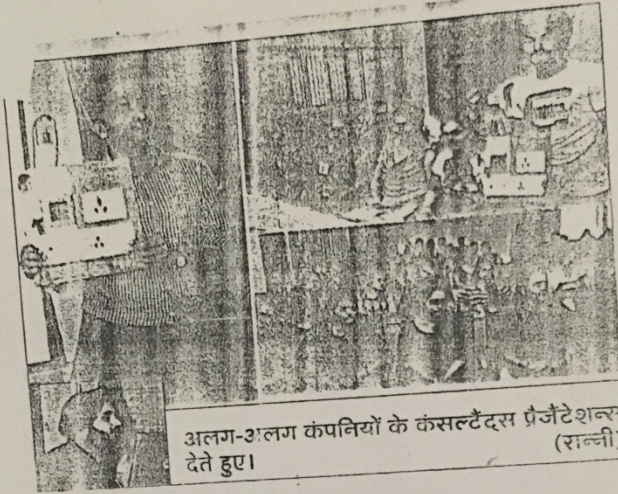 अलग-अलग कंपनियों के कंसल्टैंट्स प्रैजैंटेशन्स
देते हुए। (रान्नी)